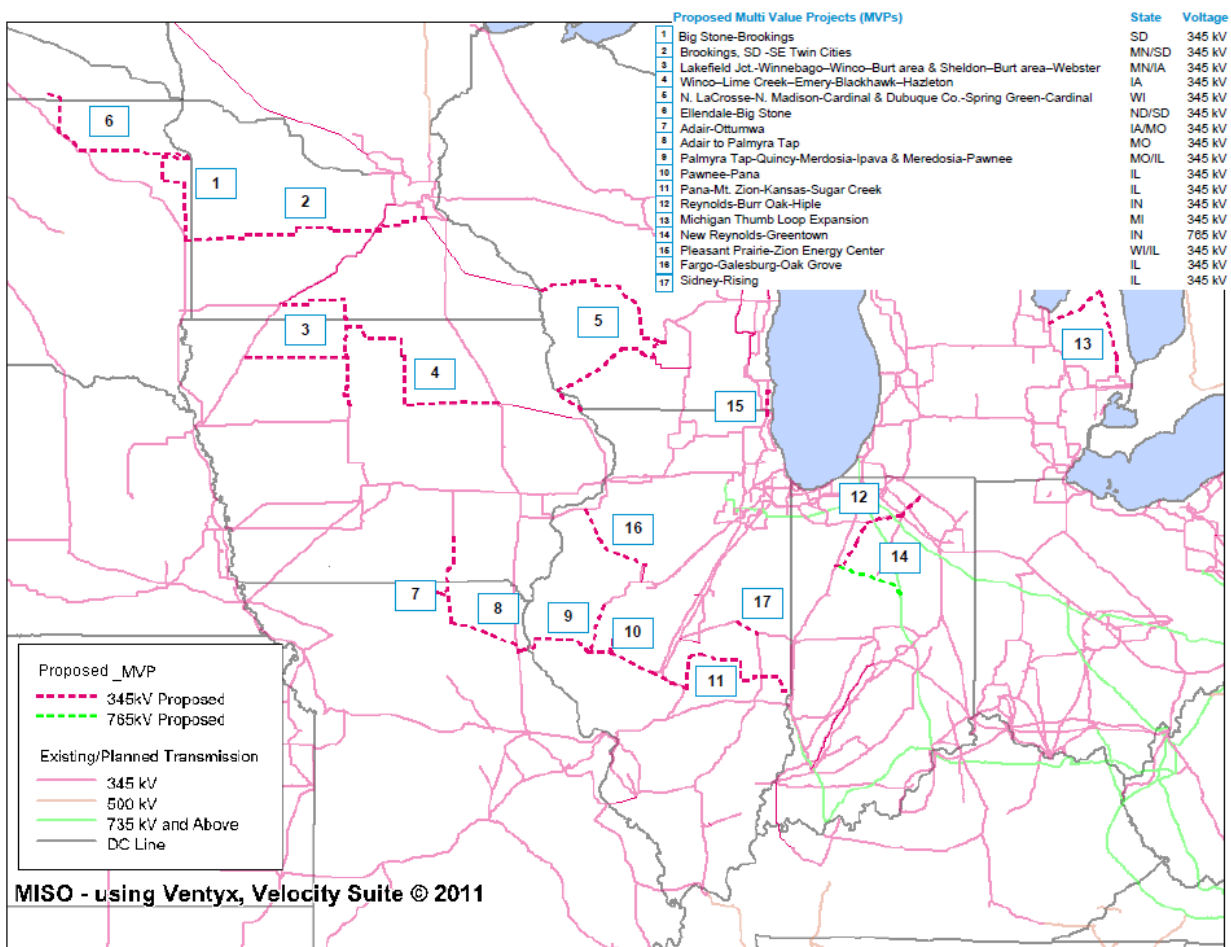 Proposed Multi Value Projects (MVPs) State Voltage
1 Big Stone-Brookings SD 345 kV
2 Brookings, SD -SE Twin Cities MN/SD 345 kV
3 Lakefield Jct.-Winnebago–Winco–Burt area & Sheldon–Burt area–Webster MN/IA 345 kV
4 Winco–Lime Creek–Emery-Blackhawk–Hazleton IA 345 kV
5 N. LaCrosse-N. Madison-Cardinal & Dubuque Co.-Spring Green-Cardinal WI 345 kV
6 Ellendale-Big Stone ND/SD 345 kV
7 Adair-Ottumwa IA/MO 345 kV
8 Adair to Palmyra Tap MO 345 kV
9 Palmyra Tap-Quincy-Merdosia-Ipava & Meredosia-Pawnee MO/IL 345 kV
10 Pawnee-Pana IL 345 kV
11 Pana-Mt. Zion-Kansas-Sugar Creek IL 345 kV
12 Reynolds-Burr Oak-Hiple IN 345 kV
13 Michigan Thumb Loop Expansion MI 345 kV
14 New Reynolds-Greentown IN 765 kV
15 Pleasant Prairie-Zion Energy Center WI/IL 345 kV
16 Fargo-Galesburg-Oak Grove IL 345 kV
17 Sidney-Rising IL 345 kV
6
1
2
3
5
13
4
15
12
16
14
7
8
9
10
17
11
Proposed _MVP
345kV Proposed
765kV Proposed
Existing/Planned Transmission
345 kV
500 kV
735 kV and Above
DC Line
MISO - using Ventyx, Velocity Suite © 2011